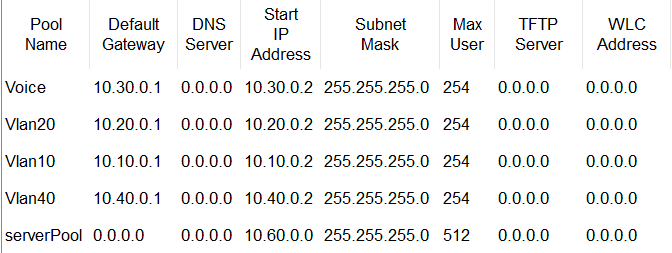 Pool Name Default Gateway DNS Server Start IP Address Subnet Mask Max User TFTP Server WLC Address
Voice 10.30.0.1 0.0.0.0 10.30.0.2 255.255.255.0 254 0.0.0.0 0.0.0.0
Vlan20 10.20.0.1 0.0.0.0 10.20.0.2 255.255.255.0 254 0.0.0.0 0.0.0.0
Vlan10 10.10.0.1 0.0.0.0 10.10.0.2 255.255.255.0 254 0.0.0.0 0.0.0.0
Vlan40 10.40.0.1 0.0.0.0 10.40.0.2 255.255.255.0 254 0.0.0.0 0.0.0.0
serverPool 0.0.0.0 0.0.0.0 10.60.0.0 255.255.255.0 512 0.0.0.0 0.0.0.0